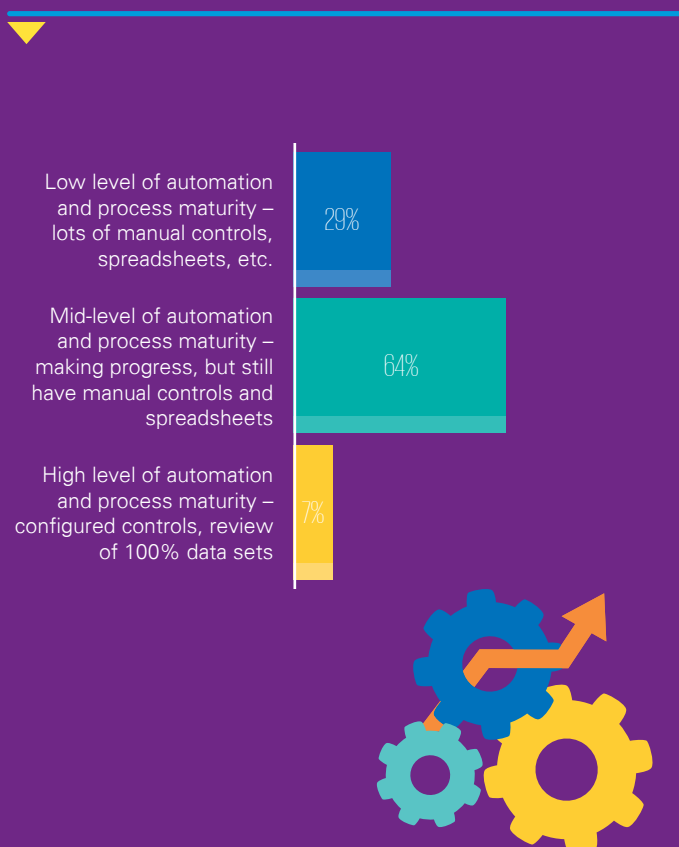 Low level of automation
and process maturity –
lots of manual controls,
spreadsheets, etc.
29%
Mid-level of automation
and process maturity –
making progress, but still
have manual controls and
spreadsheets
64%
High level of automation
and process maturity –
configured controls, review
of 100% data sets
7%